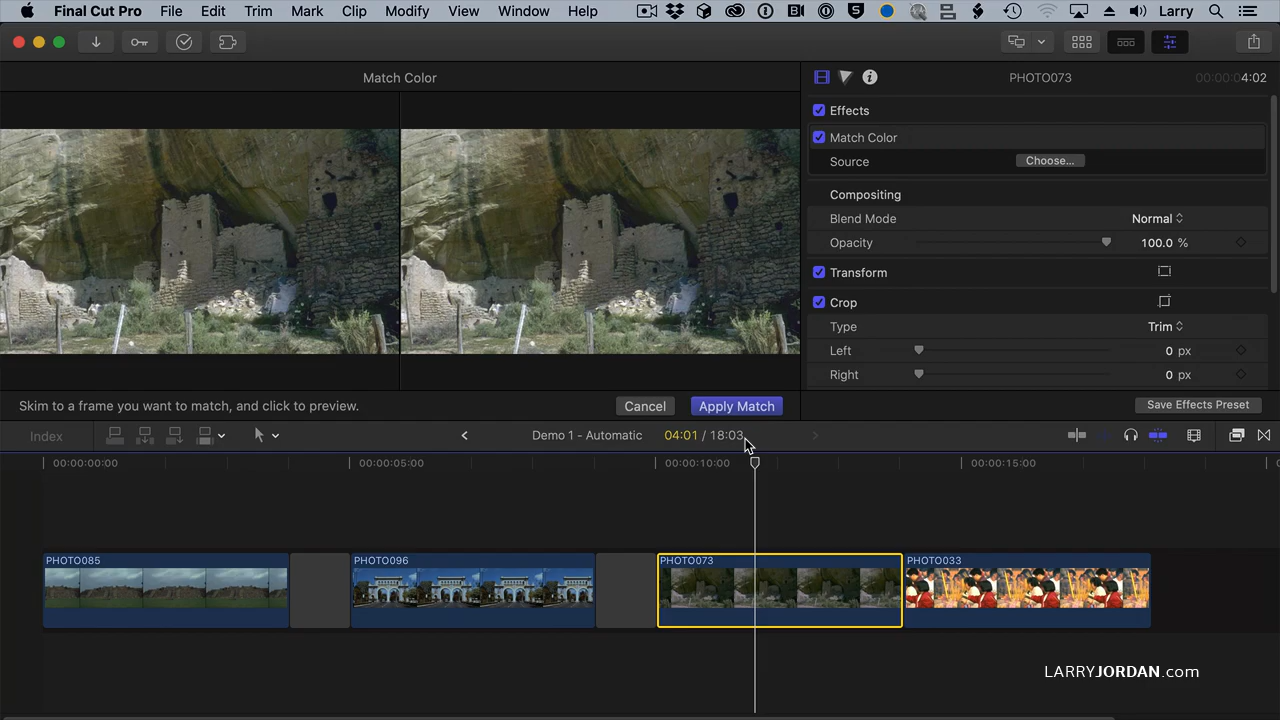 Final Cut Pro File Edit Trim Mark Clip Modify View Window Help Larry
Match Color
PHOTO073
00:00:04:02
Effects
Match Color
Source Choose...
Compositing
Blend Mode Normal
Opacity 100.0 %
Transform
Crop
Type Trim
Left 0 px
Right 0 px
Skim to a frame you want to match, and click to preview. Cancel Apply Match
Save Effects Preset
Index Demo 1 - Automatic 04:01 / 18:03
00:00:00:00 00:00:05:00 00:00:10:00 00:00:15:00
PHOTO085 PHOTO096 PHOTO073 PHOTO033
LARRYJORDAN.com